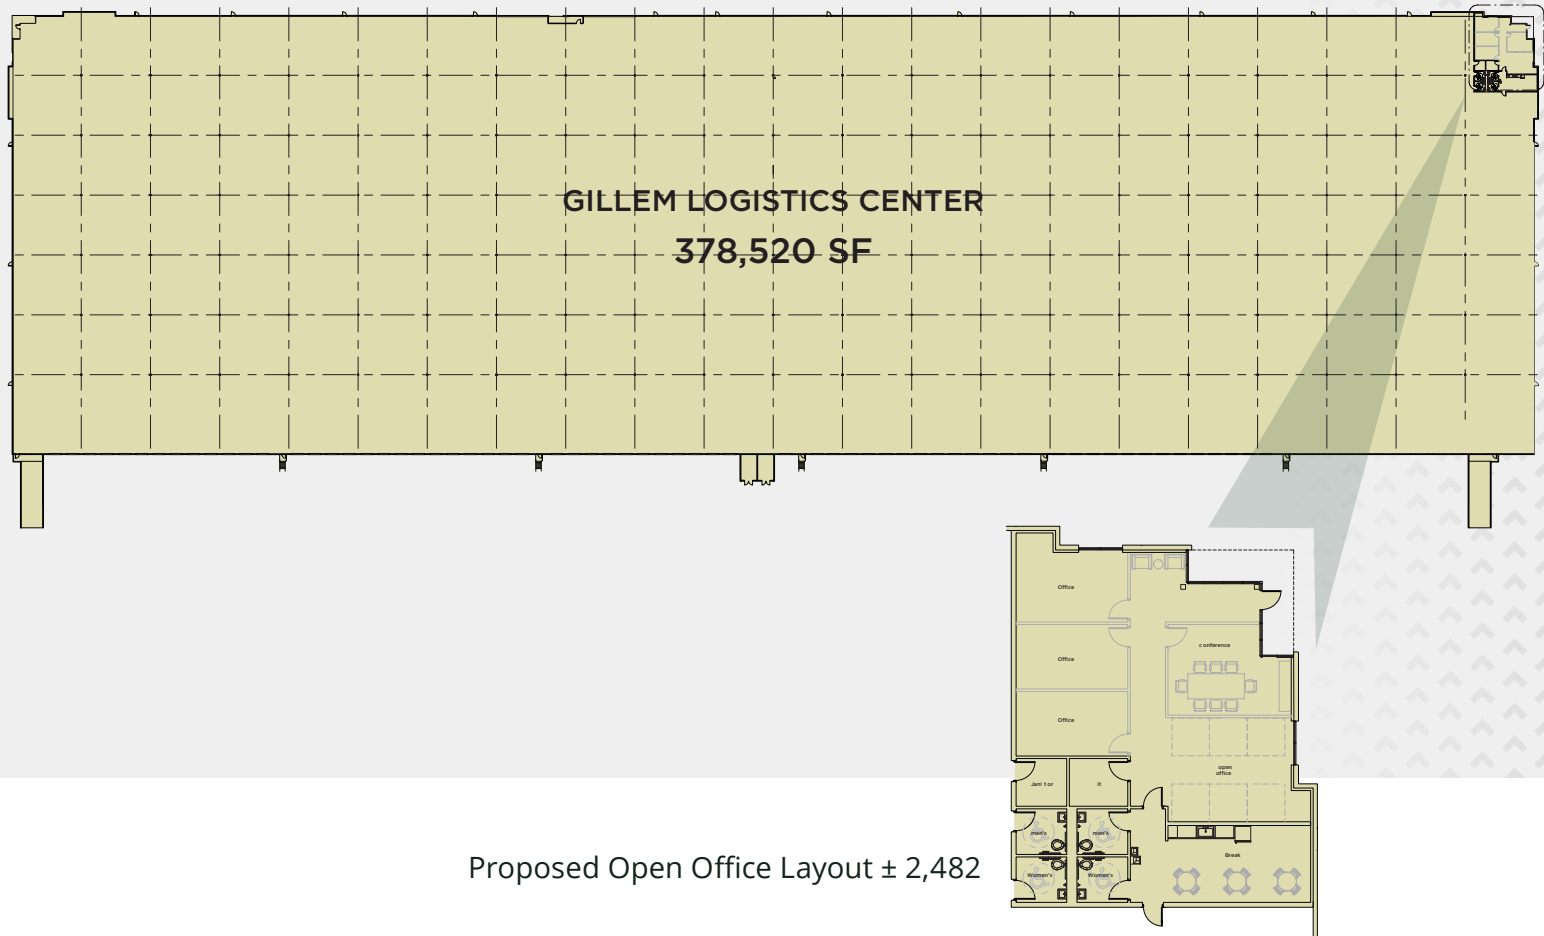 GILLEM LOGISTICS CENTER
378,520 SF
Office
Office
conference
Office
open
office
Janitor
it
men's
men's
Break
Women's
Women's
Proposed Open Office Layout ± 2,482